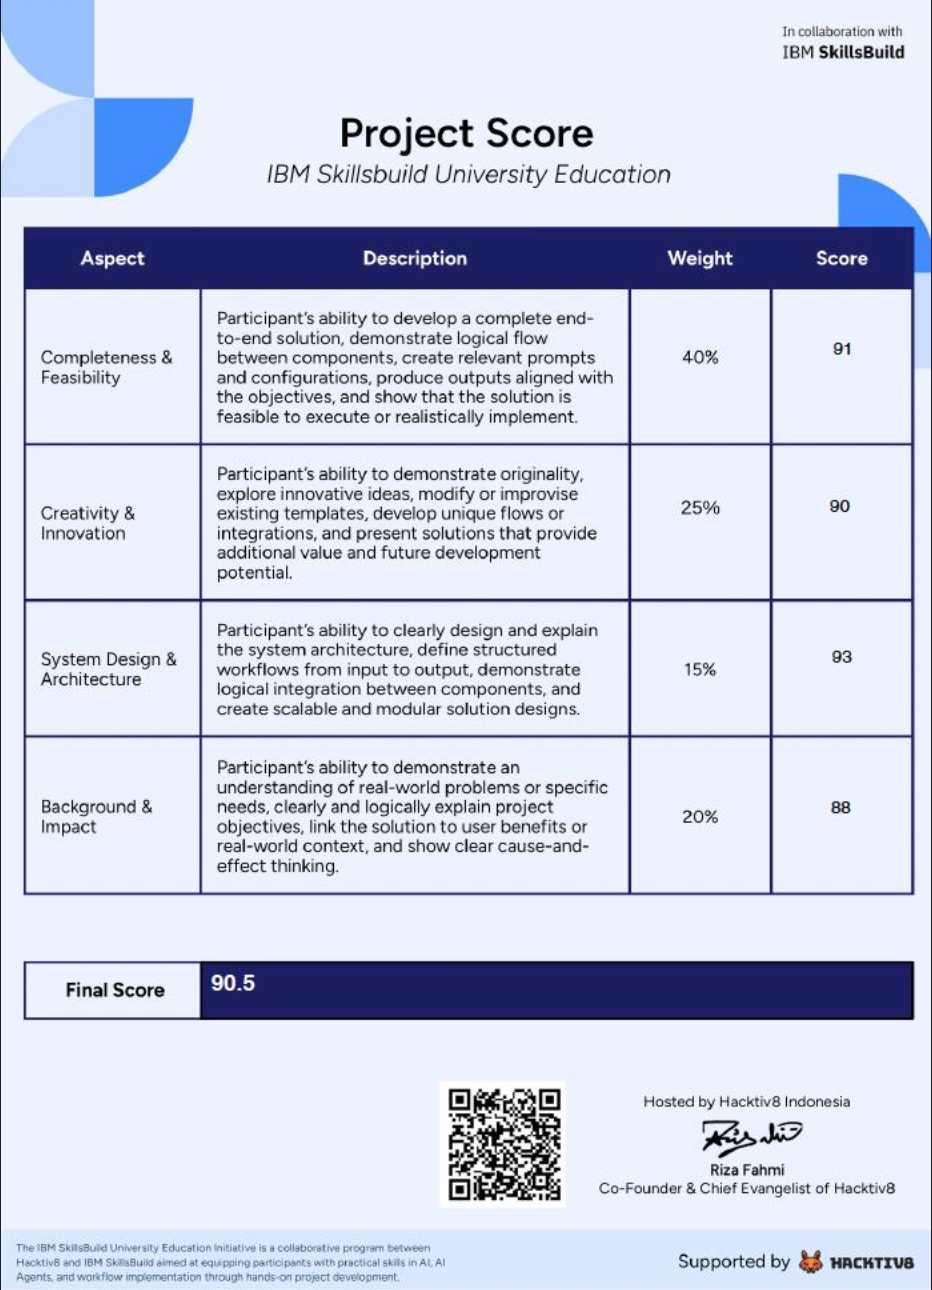 In collaboration with
IBM SkillsBuild
Project Score
IBM Skillsbuild University Education
Aspect Description Weight Score
Completeness &
Feasibility
Participant's ability to develop a complete end-
to-end solution, demonstrate logical flow
between components, create relevant prompts
and configurations, produce outputs aligned with
the objectives, and show that the solution is
feasible to execute or realistically implement.
40%
91
Creativity &
Innovation
Participant's ability to demonstrate originality,
explore innovative ideas, modify or improvise
existing templates, develop unique flows or
integrations, and present solutions that provide
additional value and future development
potential.
25%
90
System Design &
Architecture
Participant's ability to clearly design and explain
the system architecture, define structured
workflows from input to output, demonstrate
logical integration between components, and
create scalable and modular solution designs.
15%
93
Background &
Impact
Participant's ability to demonstrate an
understanding of real-world problems or specific
needs, clearly and logically explain project
objectives, link the solution to user benefits or
real-world context, and show clear cause-and-
effect thinking.
20%
88
Final Score 90.5
Hosted by Hacktiv8 Indonesia
Riza Fahmi
Co-Founder & Chief Evangelist of Hacktiv8
The IBM SkillsBuild University Education Initiative is a collaborative program between
Hacktiv8 and IBM SkillsBuild aimed at equipping participants with practical skills in AI, AI
Agents, and workflow implementation through hands-on project development.
Supported by HACKTIV8